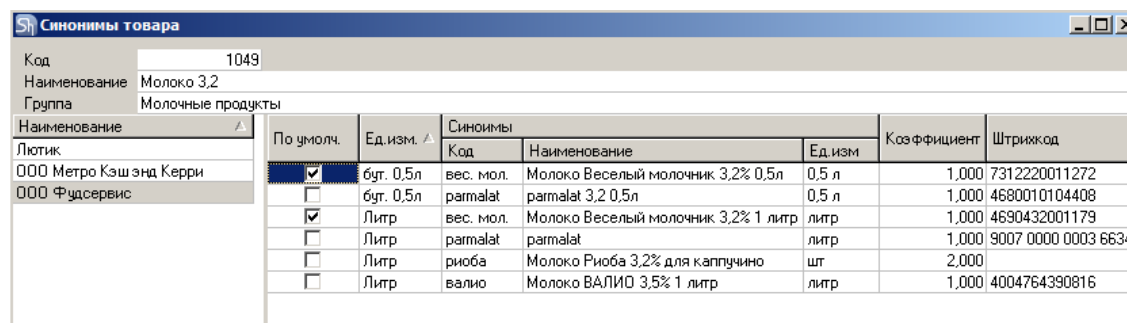 Sh Синонимы товара
Код 1049
Наименование Молоко 3,2
Группа Молочные продукты
Наименование
Лютик
ООО Метро Кэш энд Керри
ООО Фудсервис
По умолч. Ед.изм. Синоимы Коэффициент Штрихкод
Код Наименование Ед.изм
бут. 0,5л вес. мол. Молоко Веселый молочник 3,2% 0,5л 0,5 л 1,000 7312220011272
бут. 0,5л parmalat parmalat 3,2 0,5л 0,5 л 1,000 4680010104408
Литр вес. мол. Молоко Веселый молочник 3,2% 1 литр литр 1,000 4690432001179
Литр parmalat parmalat литр 1,000 9007 0000 0003 6634
Литр риоба Молоко Риоба 3,2% для каппучино шт 2,000
Литр валио Молоко ВАЛИО 3,5% 1 литр литр 1,000 4004764390816